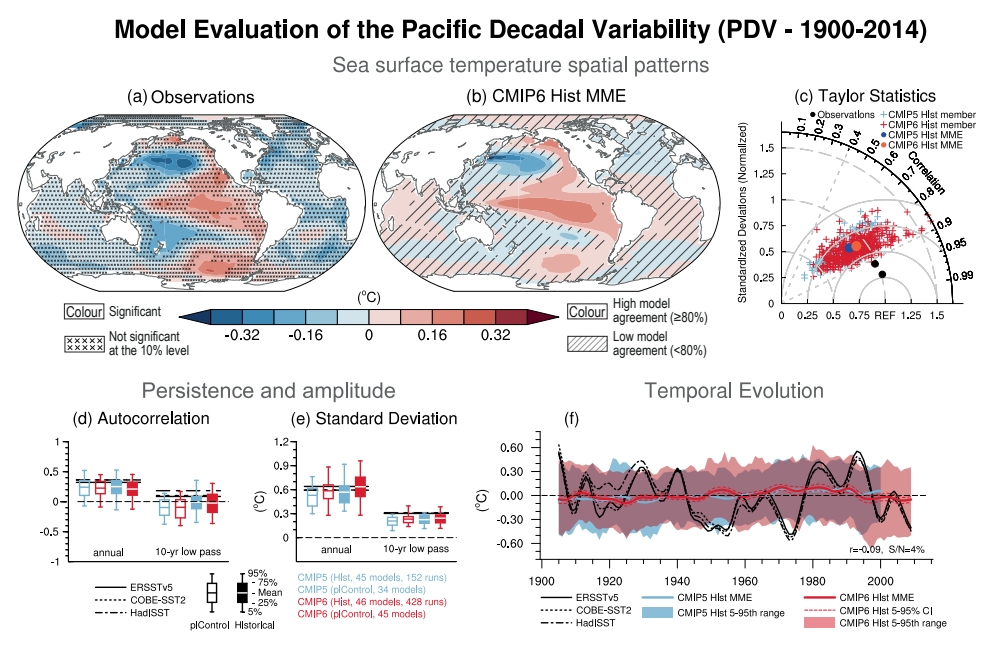 Model Evaluation of the Pacific Decadal Variability (PDV - 1900-2014)
Sea surface temperature spatial patterns
(a) Observations
(b) CMIP6 Hist MME
(c) Taylor Statistics
Observations
CMIP5 Hist member
CMIP6 Hist member
CMIP5 Hist MME
CMIP6 Hist MME
Standardized Deviations (Normalized)
1.5
1.25
1
0.75
0.5
0.25
0
0 0.25 0.5 0.75 REF 1.25 1.5
0.1 0.2 0.3 0.4 0.5 0.6 0.7 0.8 0.9 0.95 0.99
Correlation
Colour Significant
Not significant
at the 10% level
(°C)
-0.32 -0.16 0 0.16 0.32
Colour High model
agreement (≥80%)
Low model
agreement (<80%)
Persistence and amplitude
Temporal Evolution
(d) Autocorrelation
1
0.5
0
-0.5
-1
annual 10-yr low pass
(e) Standard Deviation
(°C)
1.2
0.9
0.6
0.3
0
annual 10-yr low pass
(f)
(°C)
0.60
0.30
0.00
-0.30
-0.60
r=-0.09, S/N=4%
1900 1920 1940 1960 1980 2000
ERSSTv5
COBE-SST2
HadISST
piControl
Historical
95%
75%
Mean
25%
5%
CMIP5 (Hist, 45 models, 152 runs)
CMIP5 (piControl, 34 models)
CMIP6 (Hist, 46 models, 428 runs)
CMIP6 (piControl, 45 models)
ERSSTv5
COBE-SST2
HadISST
CMIP5 Hist MME
CMIP5 Hist 5-95th range
CMIP6 Hist MME
CMIP6 Hist 5-95% CI
CMIP6 Hist 5-95th range